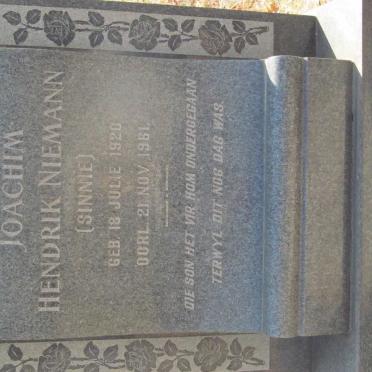 JOACHIM
HENDRIK NIEMANN
(SINNIE)
GEB. 18 JULIE 1920
OORL. 21 NOV. 1961.
DIE SON HET VIR HOM ONDERGEGAAN
TERWYL DIT NOG DAG WAS.